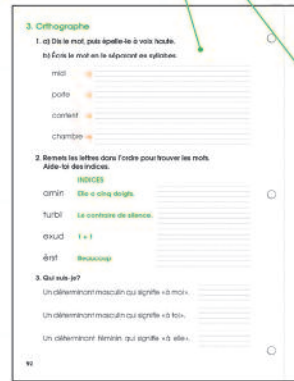 3. Orthographe
1. a) Dis le mot, puis épelle-le à voix haute.
b) Écris le mot en le séparant en syllabes.
midi
porte
content
chambre
2. Remets les lettres dans l'ordre pour trouver les mots.
Aide-toi des indices.
INDICES
amin Elle a cinq doigts.
turbi Le contraire de silence.
exud 1 + 1
èrst Beaucoup
3. Qui suis-je?
Un déterminant masculin qui signifie «à moi».
Un déterminant masculin qui signifie «à toi».
Un déterminant féminin qui signifie «à elle».
92